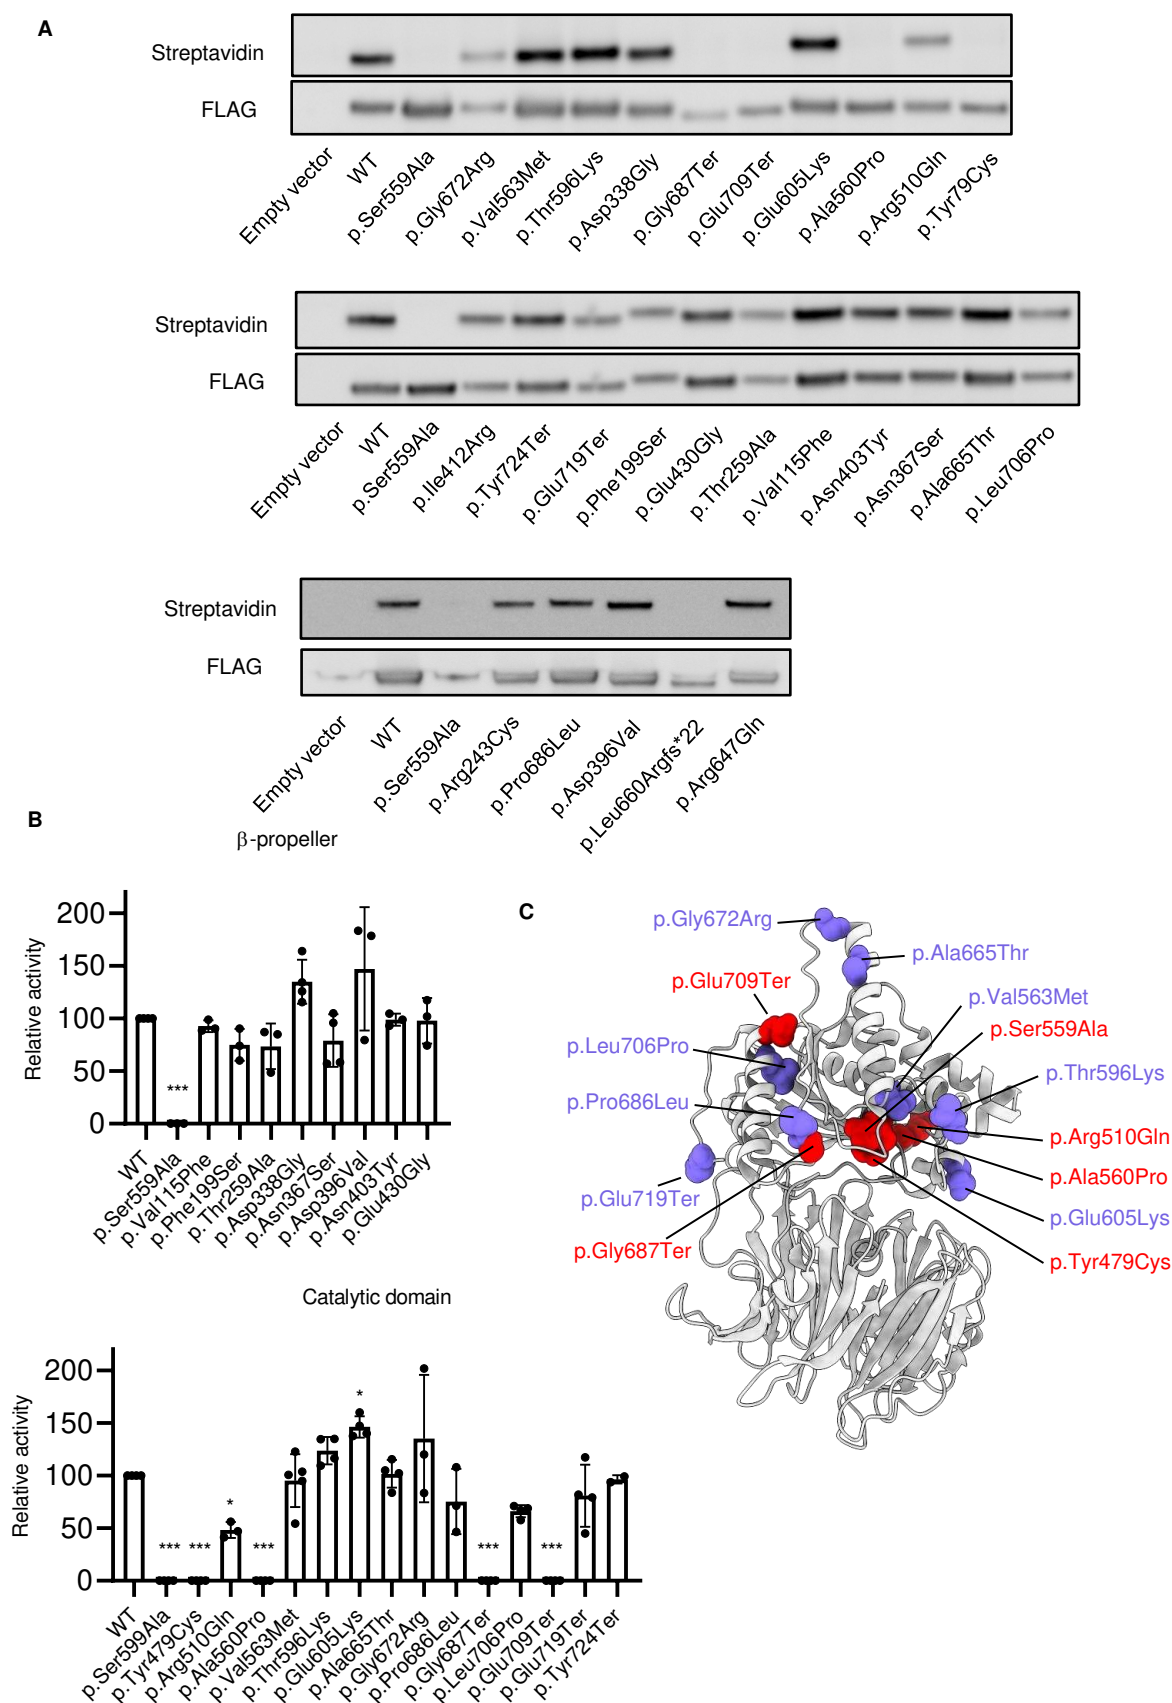 A
Streptavidin
FLAG
Empty vector
WT
p.Ser559Ala
p.Gly672Arg
p.Val563Met
p.Thr596Lys
p.Asp338Gly
p.Gly687Ter
p.Glu709Ter
p.Glu605Lys
p.Ala560Pro
p.Arg510Gln
p.Tyr79Cys
Streptavidin
FLAG
Empty vector
WT
p.Ser559Ala
p.Ile412Arg
p.Tyr724Ter
p.Glu719Ter
p.Phe199Ser
p.Glu430Gly
p.Thr259Ala
p.Val115Phe
p.Asn403Tyr
p.Asn367Ser
p.Ala665Thr
p.Leu706Pro
Streptavidin
FLAG
Empty vector
WT
p.Ser559Ala
p.Arg243Cys
p.Pro686Leu
p.Asp396Val
p.Leu660Argfs*22
p.Arg647Gln
B
β-propeller
Relative activity
200
150
100
50
0
***
WT
p.Ser559Ala
p.Val115Phe
p.Phe199Ser
p.Thr259Ala
p.Asp338Gly
p.Asn367Ser
p.Asp396Val
p.Asn403Tyr
p.Glu430Gly
Catalytic domain
Relative activity
200
150
100
50
0
*** *** * *** * *** ***
WT
p.Ser599Ala
p.Tyr479Cys
p.Arg510Gln
p.Ala560Pro
p.Val563Met
p.Thr596Lys
p.Glu605Lys
p.Ala665Thr
p.Gly672Arg
p.Pro686Leu
p.Gly687Ter
p.Leu706Pro
p.Glu709Ter
p.Glu719Ter
p.Tyr724Ter
C
p.Gly672Arg
p.Ala665Thr
p.Glu709Ter
p.Val563Met
p.Ser559Ala
p.Leu706Pro
p.Thr596Lys
p.Pro686Leu
p.Arg510Gln
p.Ala560Pro
p.Glu719Ter
p.Glu605Lys
p.Gly687Ter
p.Tyr479Cys